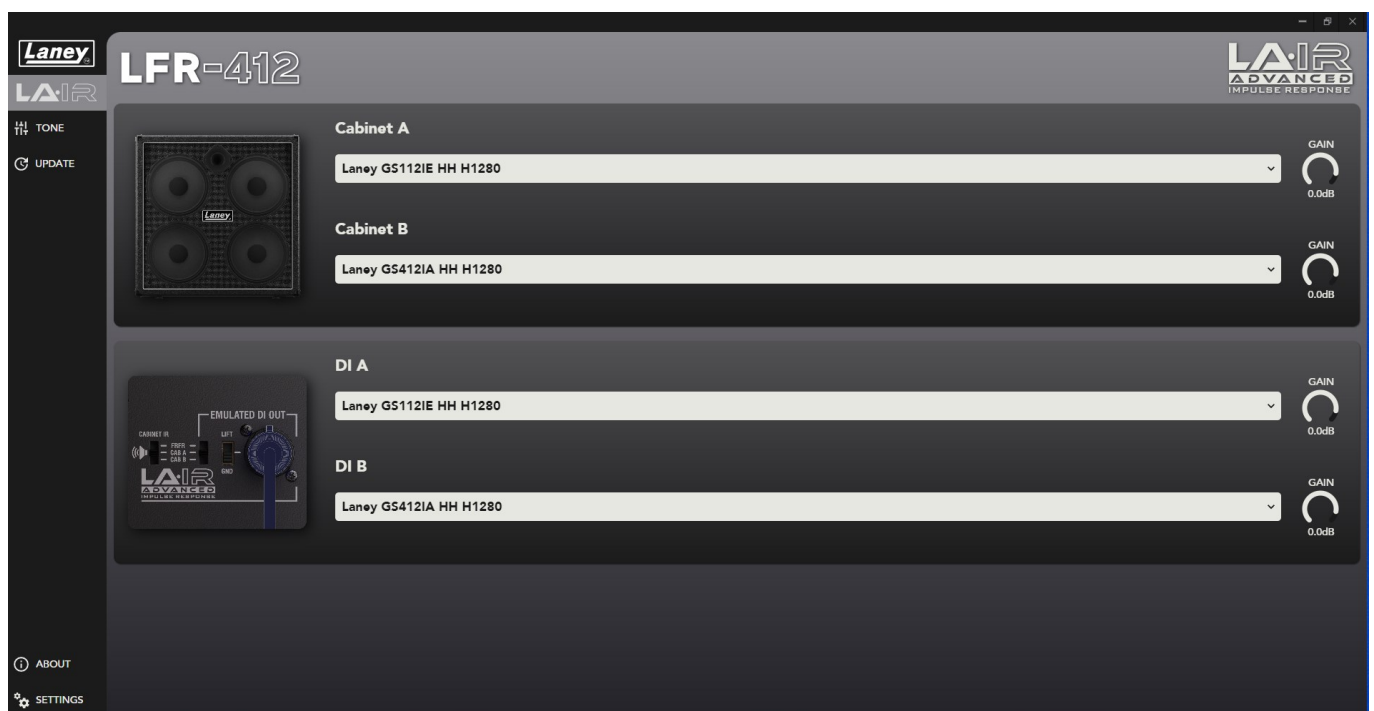 Laney
LA·IR
TONE
UPDATE
ABOUT
SETTINGS
LFR-412
LA·IR
ADVANCED
IMPULSE RESPONSE
Cabinet A
Laney GS112IE HH H1280
GAIN
0.0dB
Laney
Cabinet B
Laney GS412IA HH H1280
GAIN
0.0dB
DI A
Laney GS112IE HH H1280
GAIN
0.0dB
EMULATED DI OUT
CABINET IR
LIFT
FRFR
CAB A
CAB B
GND
LA·IR
ADVANCED
IMPULSE RESPONSE
DI B
Laney GS412IA HH H1280
GAIN
0.0dB